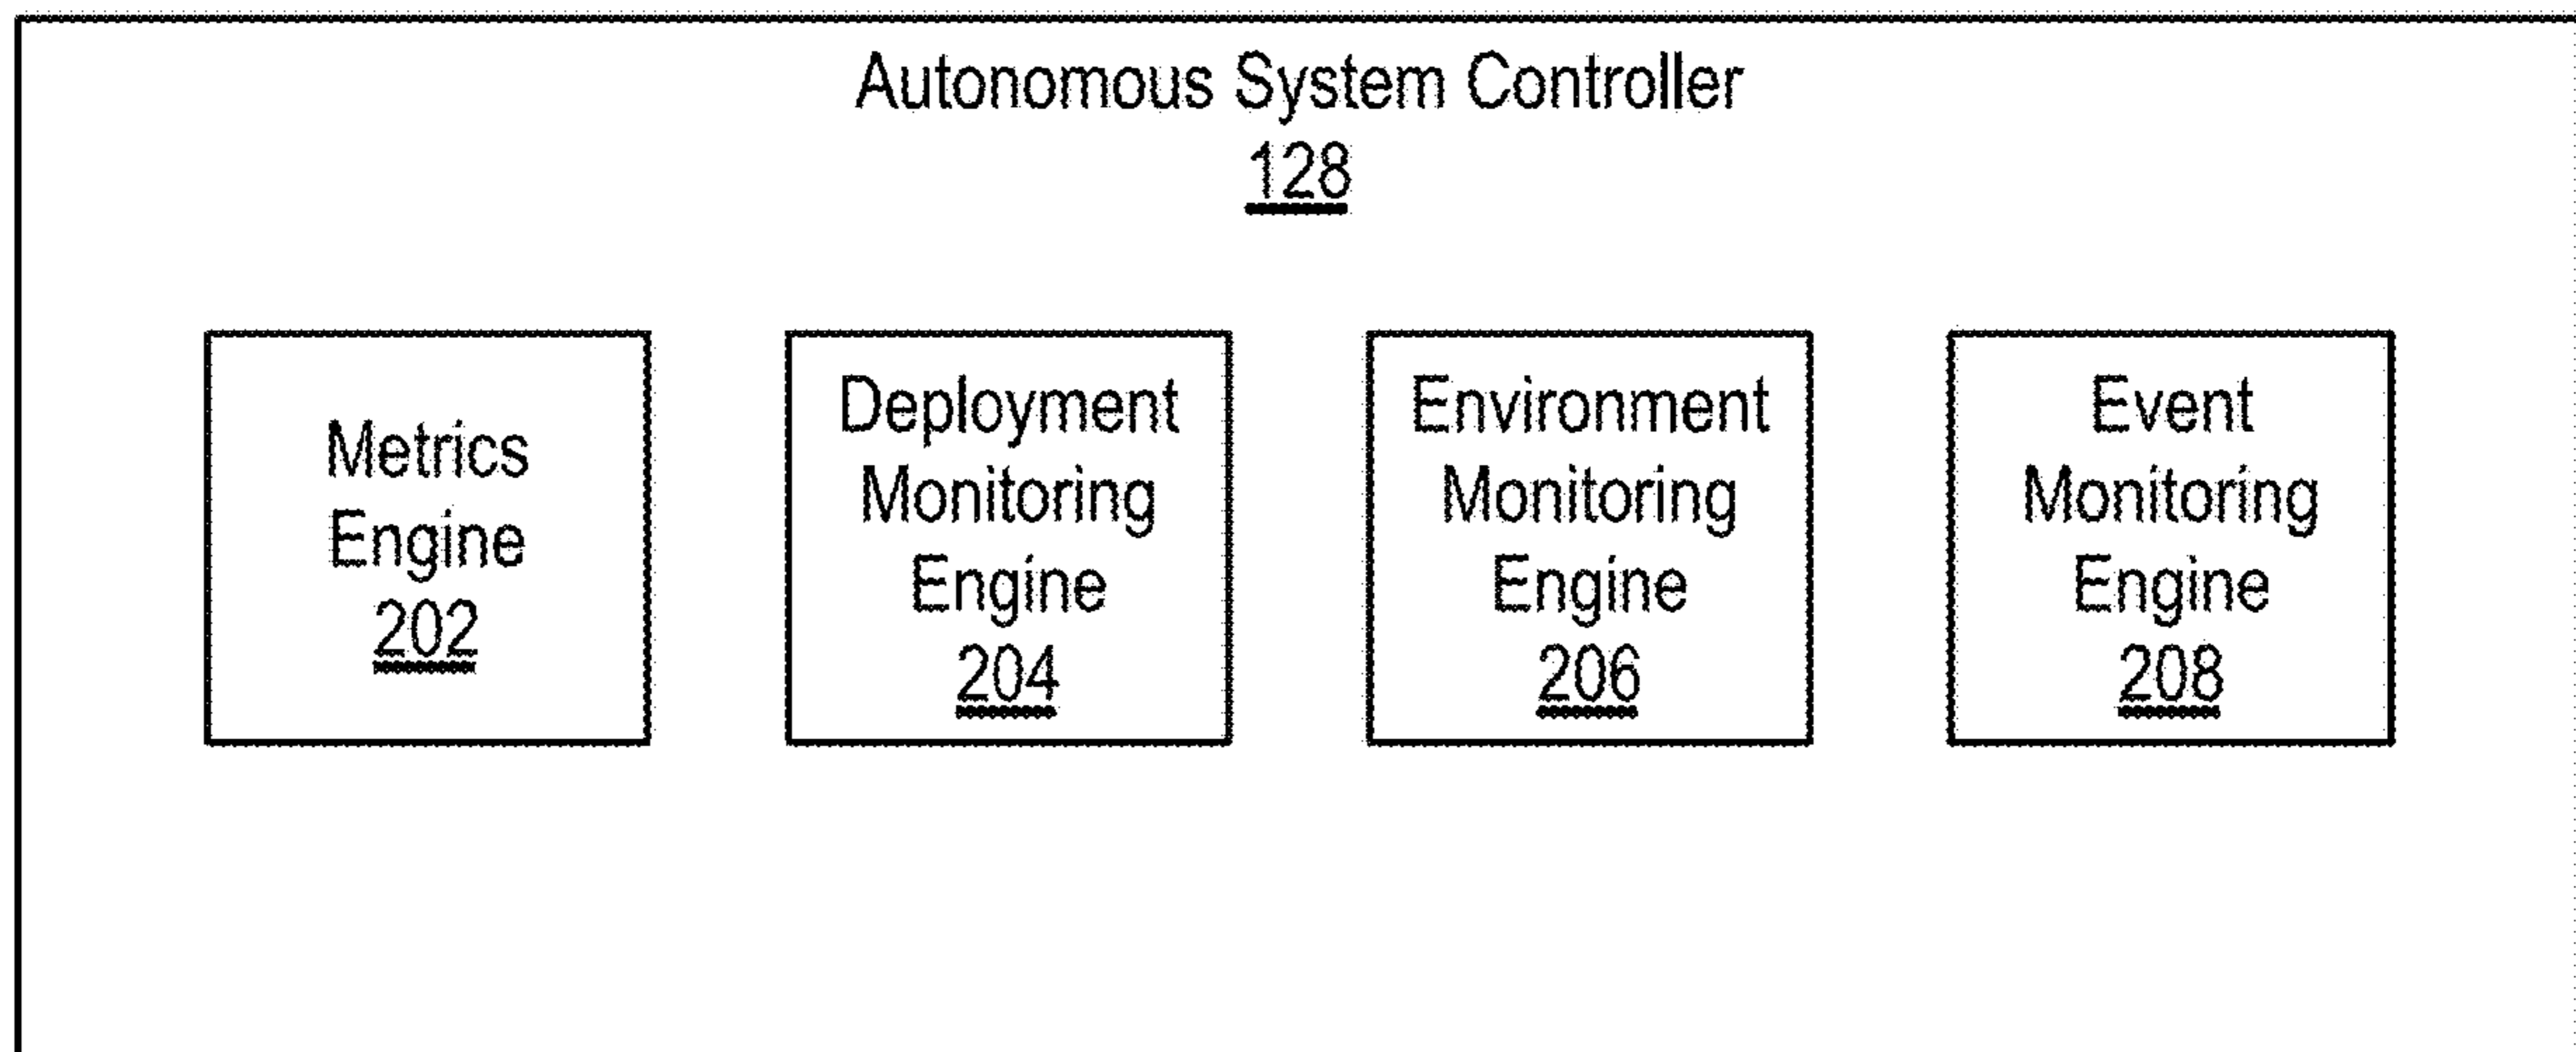 Autonomous System Controller
128
Metrics
Engine
202
Deployment
Monitoring
Engine
204
Environment
Monitoring
Engine
206
Event
Monitoring
Engine
208